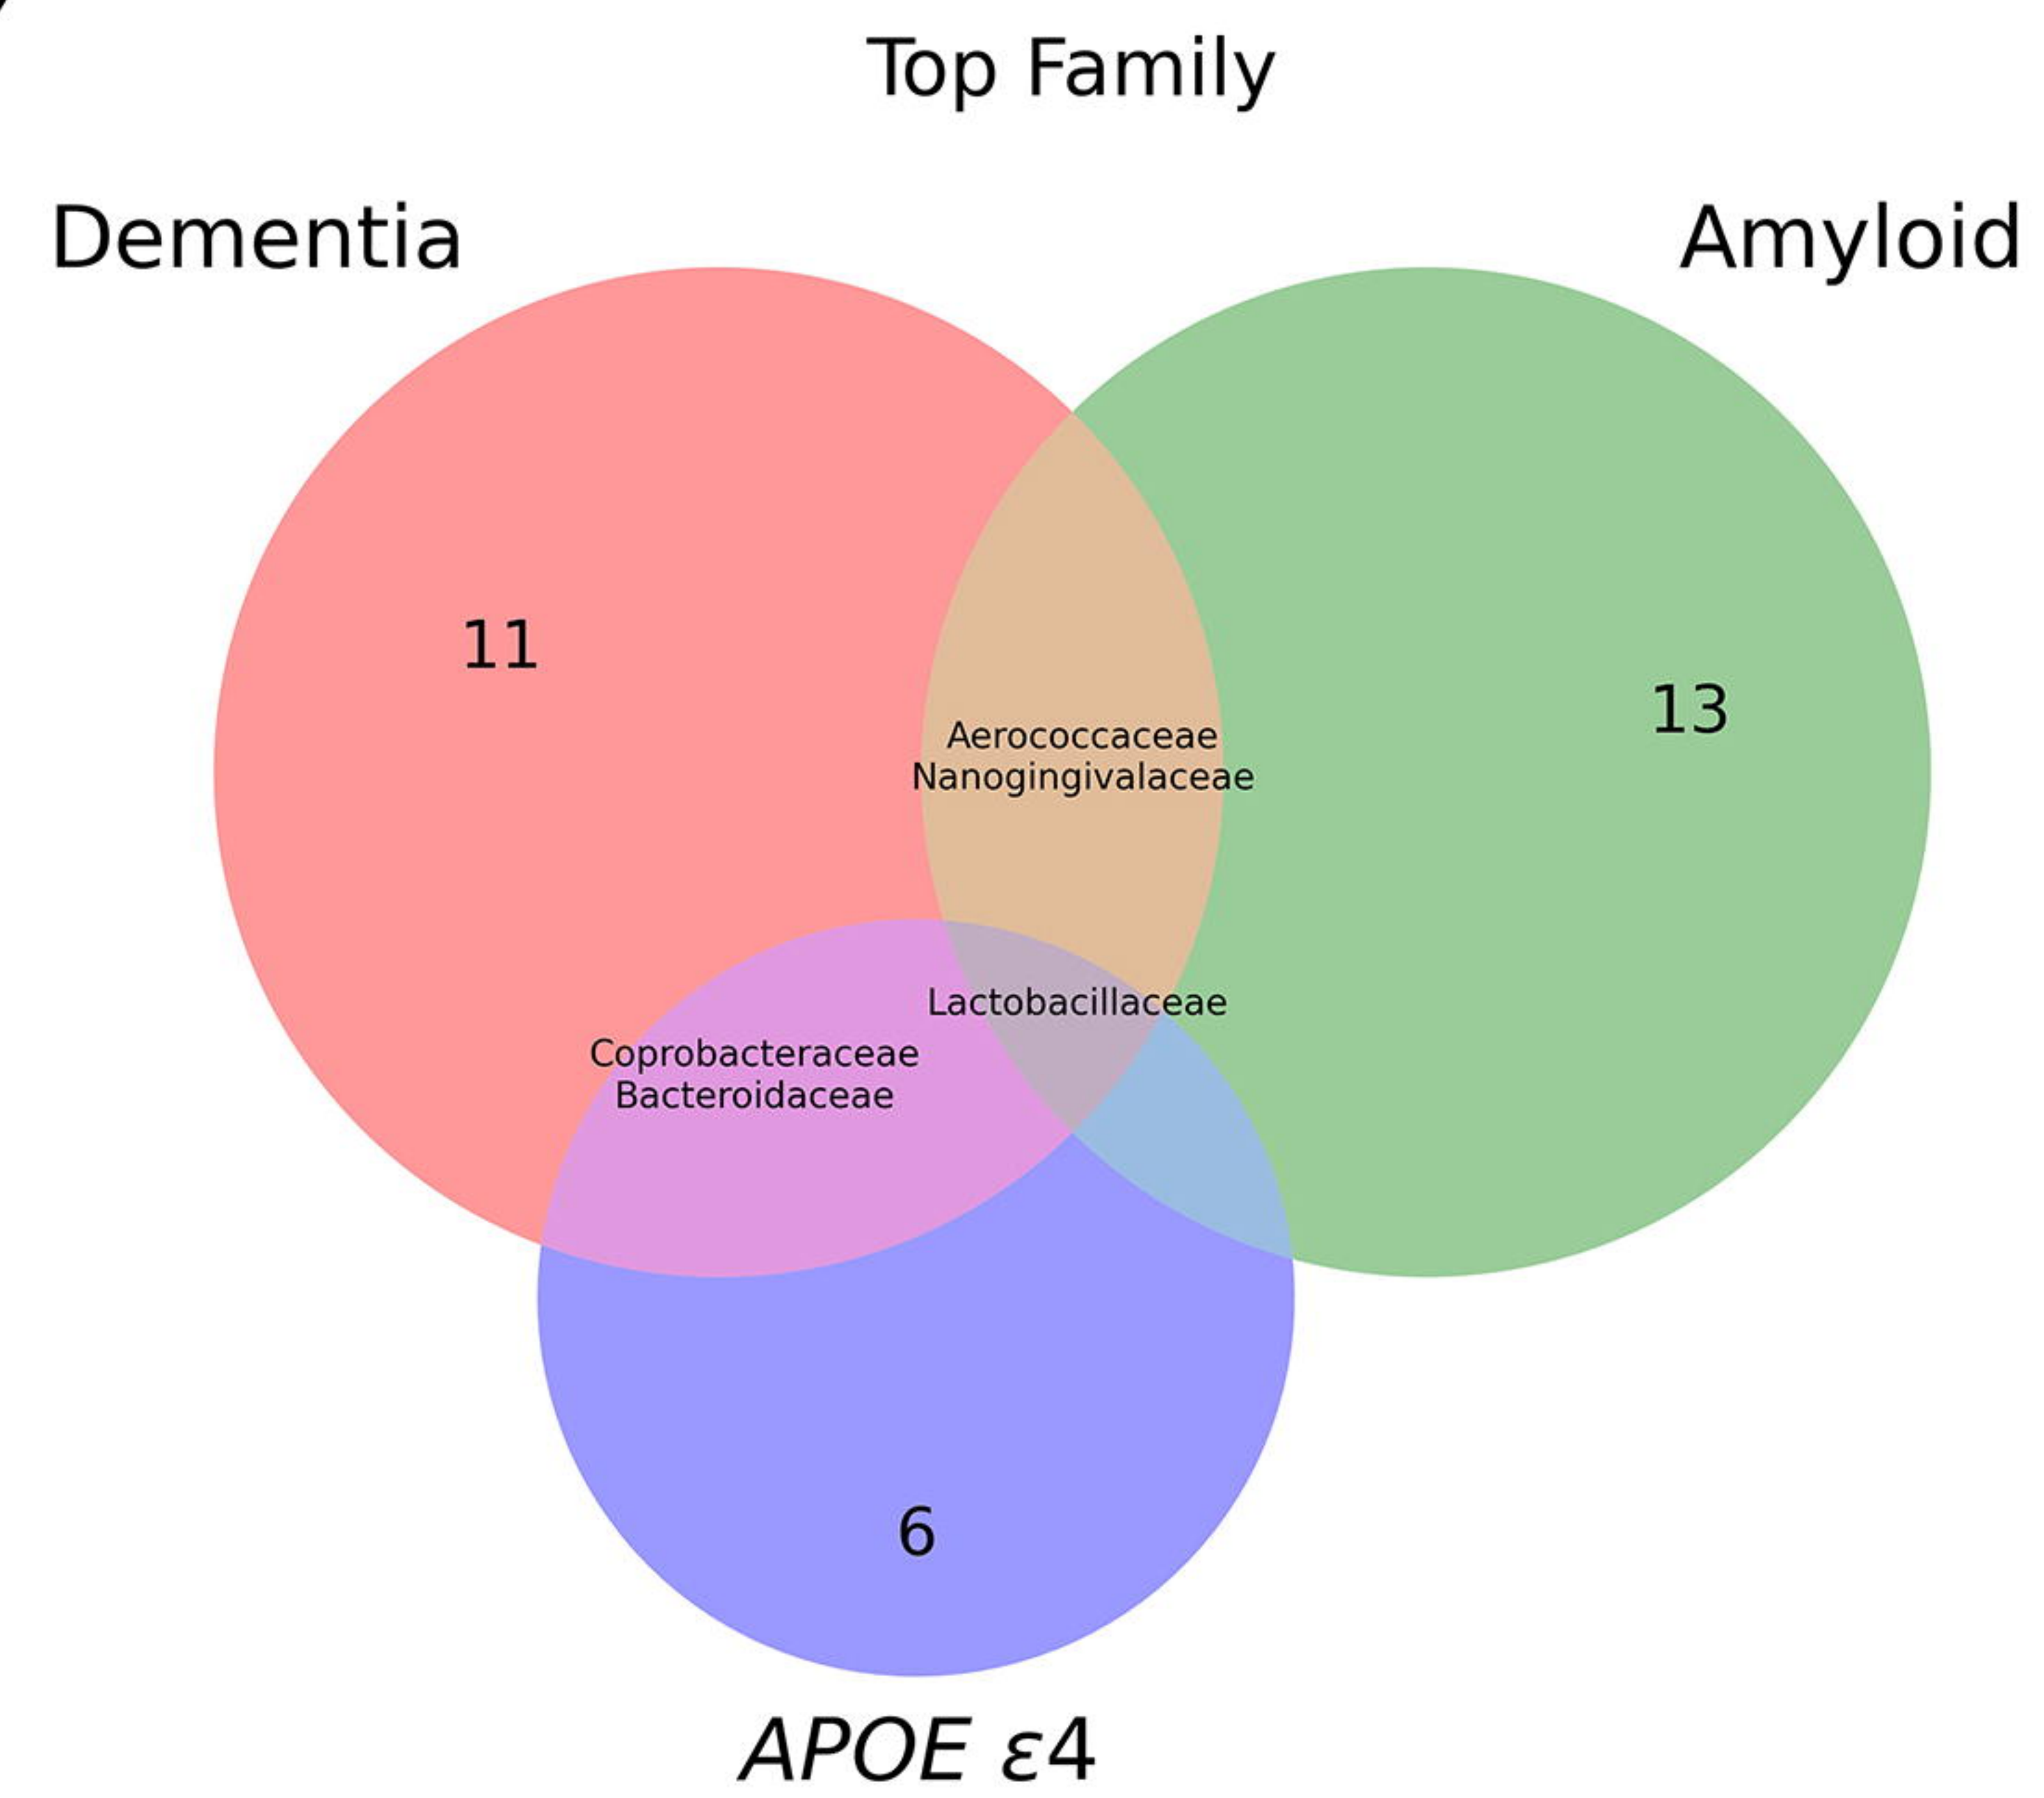 Top Family
Dementia
Amyloid
11
13
Aerococcaceae
Nanogingivalaceae
Lactobacillaceae
Coprobacteraceae
Bacteroidaceae
6
APOE ε4